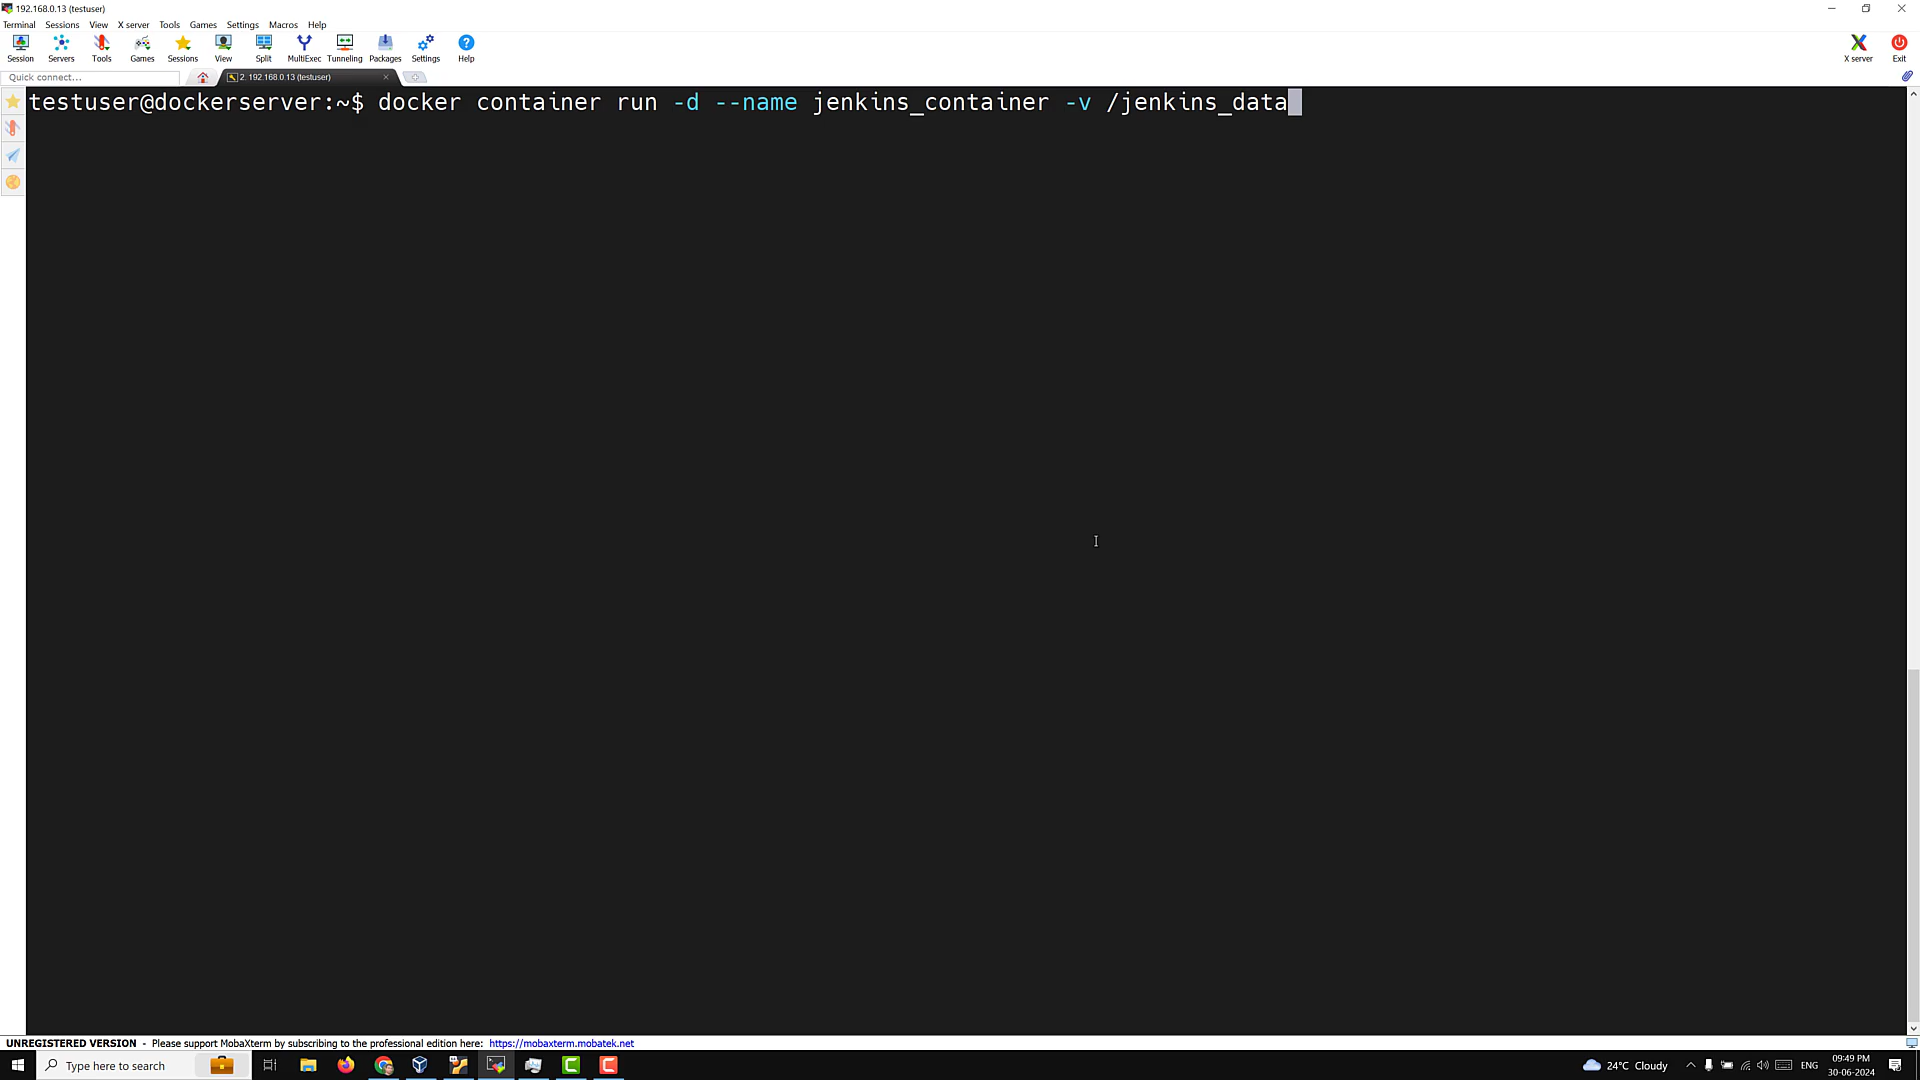 192.168.0.13 (testuser)
Terminal Sessions View X server Tools Games Settings Macros Help
Session Servers Tools Games Sessions View Split MultiExec Tunneling Packages Settings Help X server Exit
Quick connect... 2. 192.168.0.13 (testuser)
testuser@dockerserver:~$ docker container run -d --name jenkins_container -v /jenkins_data
UNREGISTERED VERSION - Please support MobaXterm by subscribing to the professional edition here: https://mobaxterm.mobatek.net
Type here to search 24°C Cloudy ENG 09:49 PM
30-06-2024